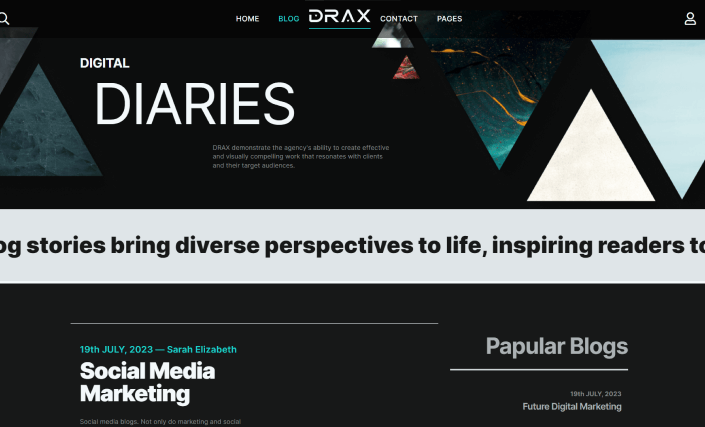 HOME BLOG DRAX CONTACT PAGES
DIGITAL
DIARIES
DRAX demonstrate the agency's ability to create effective
and visually compelling work that resonates with clients
and their target audiences.
og stories bring diverse perspectives to life, inspiring readers to
19th JULY, 2023 — Sarah Elizabeth
Social Media
Marketing
Social media blogs. Not only do marketing and social
Papular Blogs
19th JULY, 2023
Future Digital Marketing